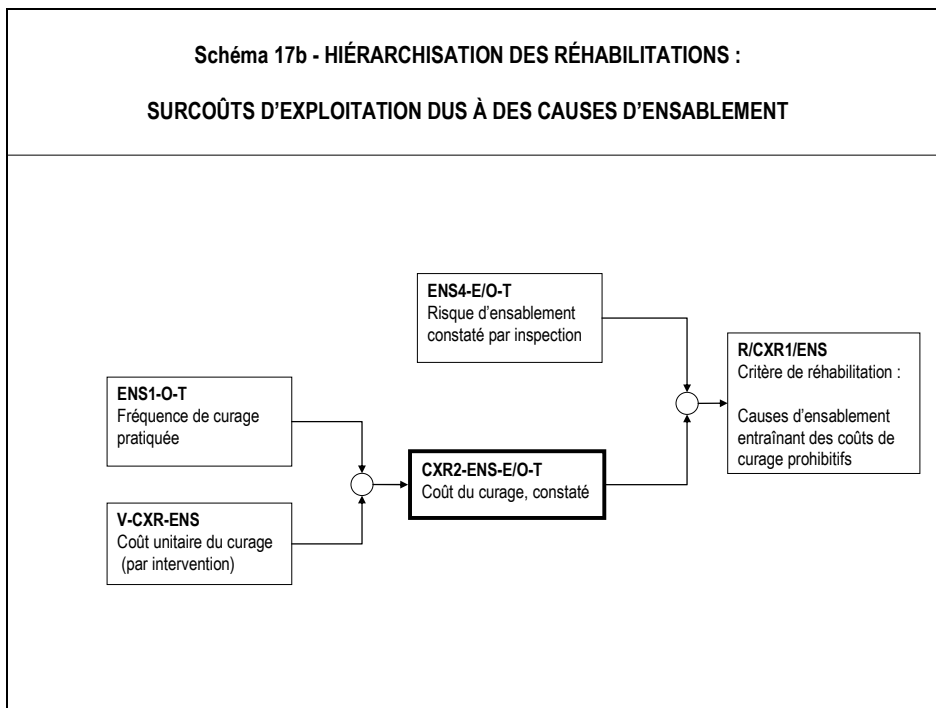 Schéma 17b - HIÉRARCHISATION DES RÉHABILITATIONS :
SURCOÛTS D'EXPLOITATION DUS À DES CAUSES D'ENSABLEMENT
ENS4-E/O-T
Risque d'ensablement
constaté par inspection
R/CXR1/ENS
Critère de réhabilitation :
Causes d'ensablement
entraînant des coûts de
curage prohibitifs
ENS1-O-T
Fréquence de curage
pratiquée
CXR2-ENS-E/O-T
Coût du curage, constaté
V-CXR-ENS
Coût unitaire du curage
(par intervention)